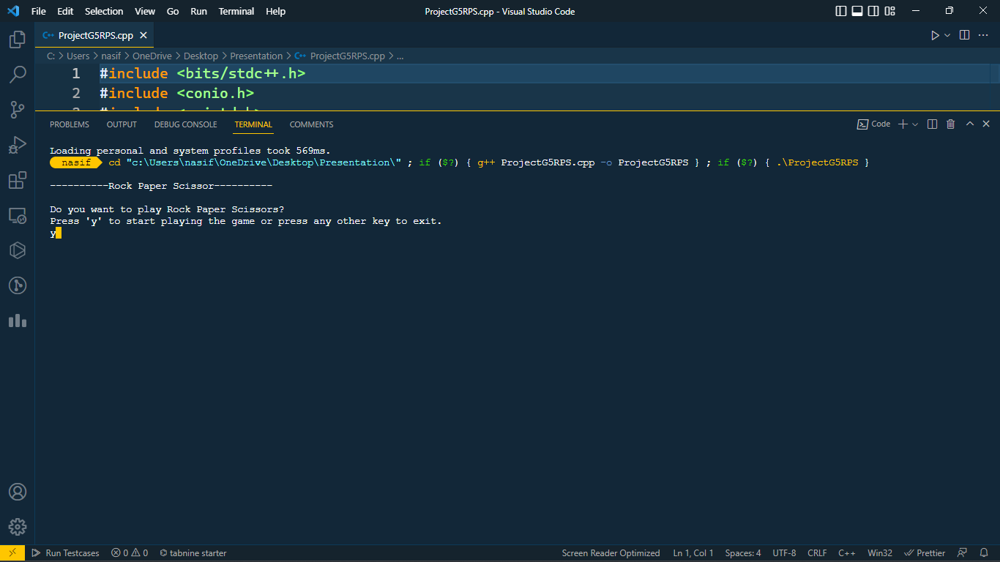 File Edit Selection View Go Run Terminal Help ProjectG5RPS.cpp - Visual Studio Code
ProjectG5RPS.cpp
C: > Users > nasif > OneDrive > Desktop > Presentation > ProjectG5RPS.cpp > ...
1 #include <bits/stdc++.h>
2 #include <conio.h>
PROBLEMS OUTPUT DEBUG CONSOLE TERMINAL COMMENTS Code
Loading personal and system profiles took 569ms.
nasif cd "c:\Users\nasif\OneDrive\Desktop\Presentation\" ; if ($?) { g++ ProjectG5RPS.cpp -o ProjectG5RPS } ; if ($?) { .\ProjectG5RPS }
----------Rock Paper Scissor----------
Do you want to play Rock Paper Scissors?
Press 'y' to start playing the game or press any other key to exit.
y
Run Testcases 0 0 tabnine starter Screen Reader Optimized Ln 1, Col 1 Spaces: 4 UTF-8 CRLF C++ Win32 Prettier